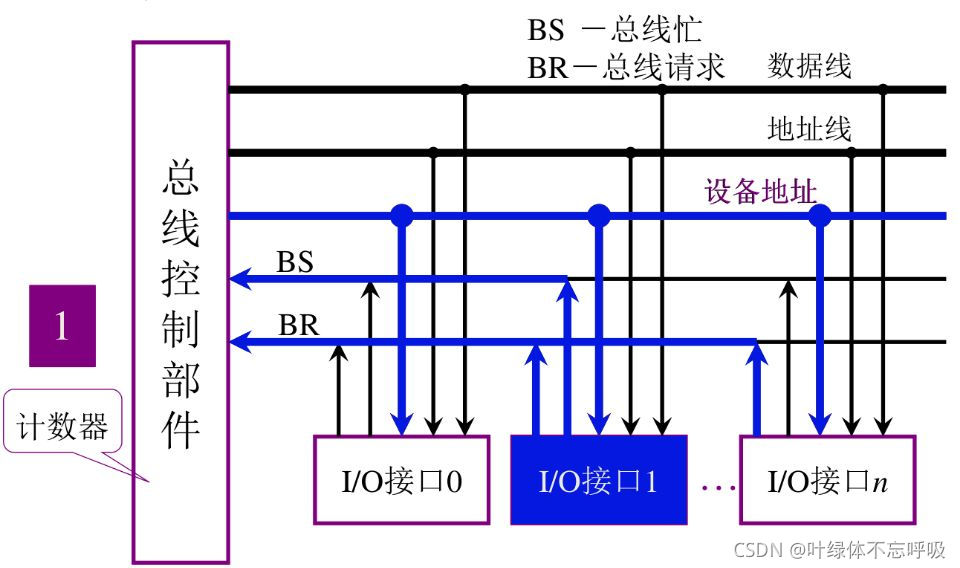 BS －总线忙
BR－总线请求
数据线
地址线
设备地址
BS
BR
总线控制部件
1
计数器
I/O接口0
I/O接口1
…
I/O接口n
CSDN @叶绿体不忘呼吸